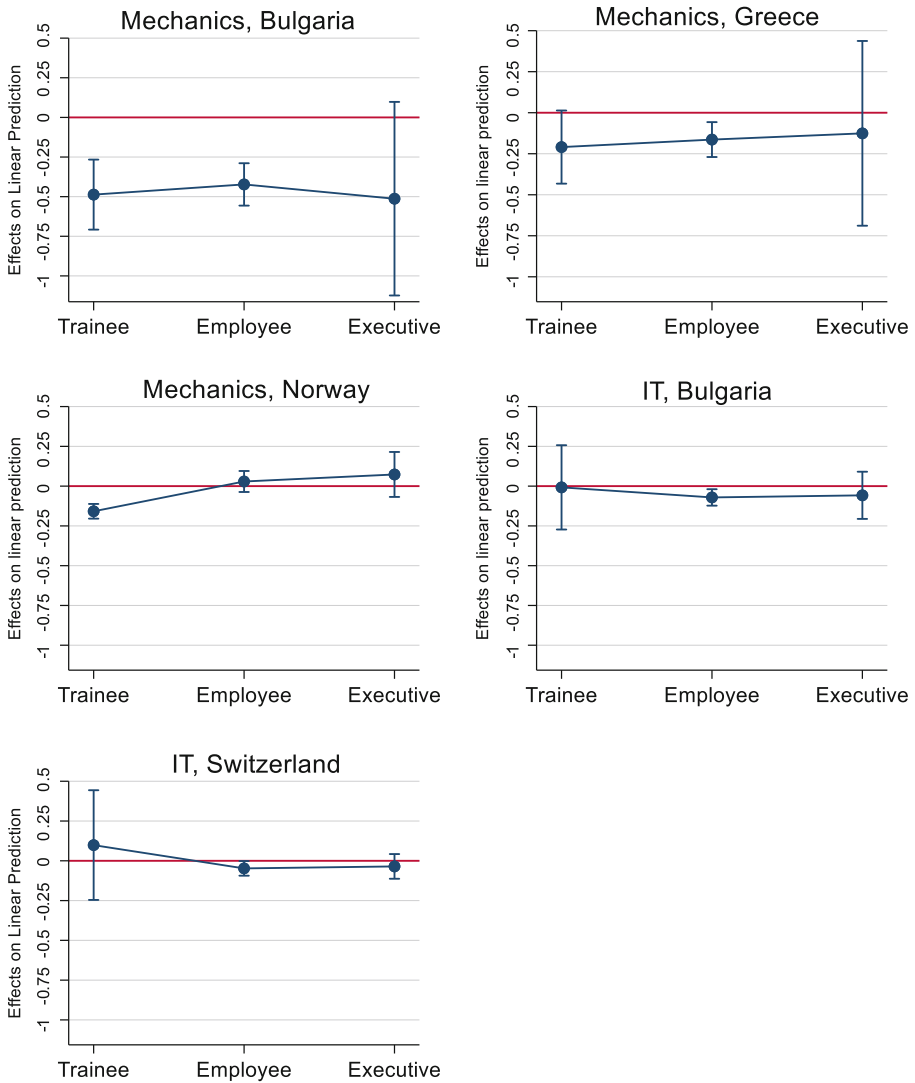 Mechanics, Bulgaria
Effects on Linear Prediction
0.5
0.25
0
-0.25
-0.5
-0.75
-1
Trainee Employee Executive
Mechanics, Greece
Effects on linear prediction
0.5
0.25
0
-0.25
-0.5
-0.75
-1
Trainee Employee Executive
Mechanics, Norway
Effects on linear prediction
0.5
0.25
0
-0.25
-0.5
-0.75
-1
Trainee Employee Executive
IT, Bulgaria
Effects on linear prediction
0.5
0.25
0
-0.25
-0.5
-0.75
-1
Trainee Employee Executive
IT, Switzerland
Effects on Linear Prediction
0.5
0.25
0
-0.25
-0.5
-0.75
-1
Trainee Employee Executive